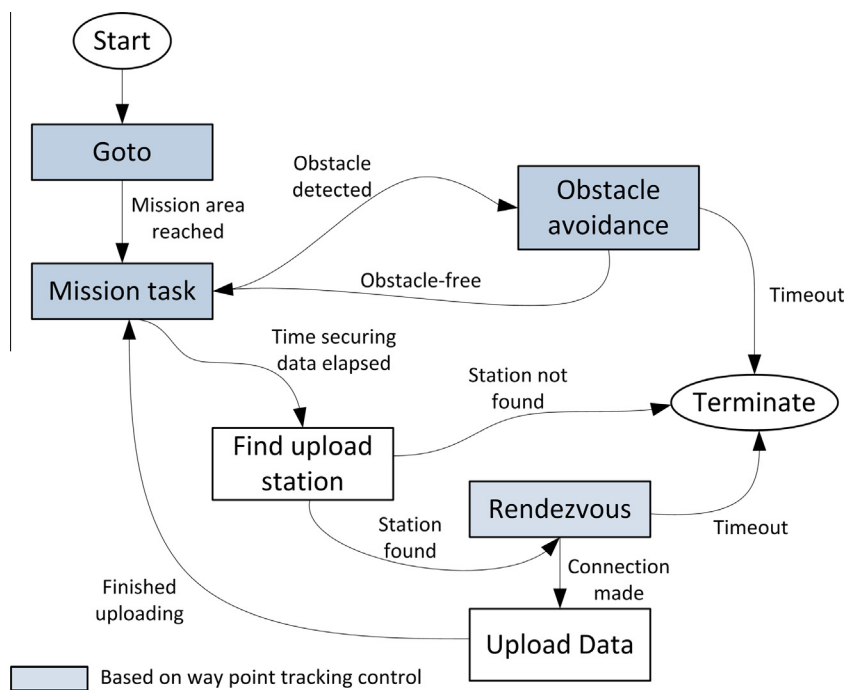 Start
Goto
Mission area
reached
Mission task
Obstacle
detected
Obstacle
avoidance
Obstacle-free
Timeout
Time securing
data elapsed
Station not
found
Terminate
Find upload
station
Rendezvous
Station
found
Timeout
Connection
made
Finished
uploading
Upload Data
Based on way point tracking control